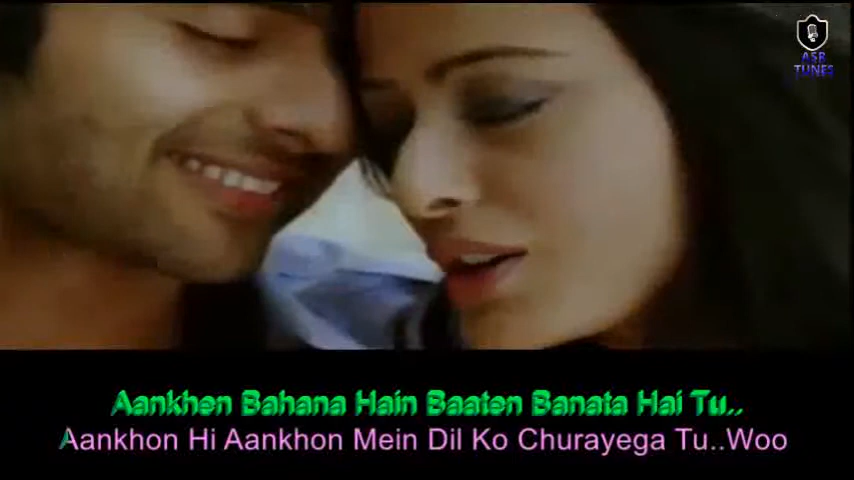 ASR
TUNES
Aankhen Bahana Hain Baaten Banata Hai Tu..
Aankhon Hi Aankhon Mein Dil Ko Churayega Tu..Woo